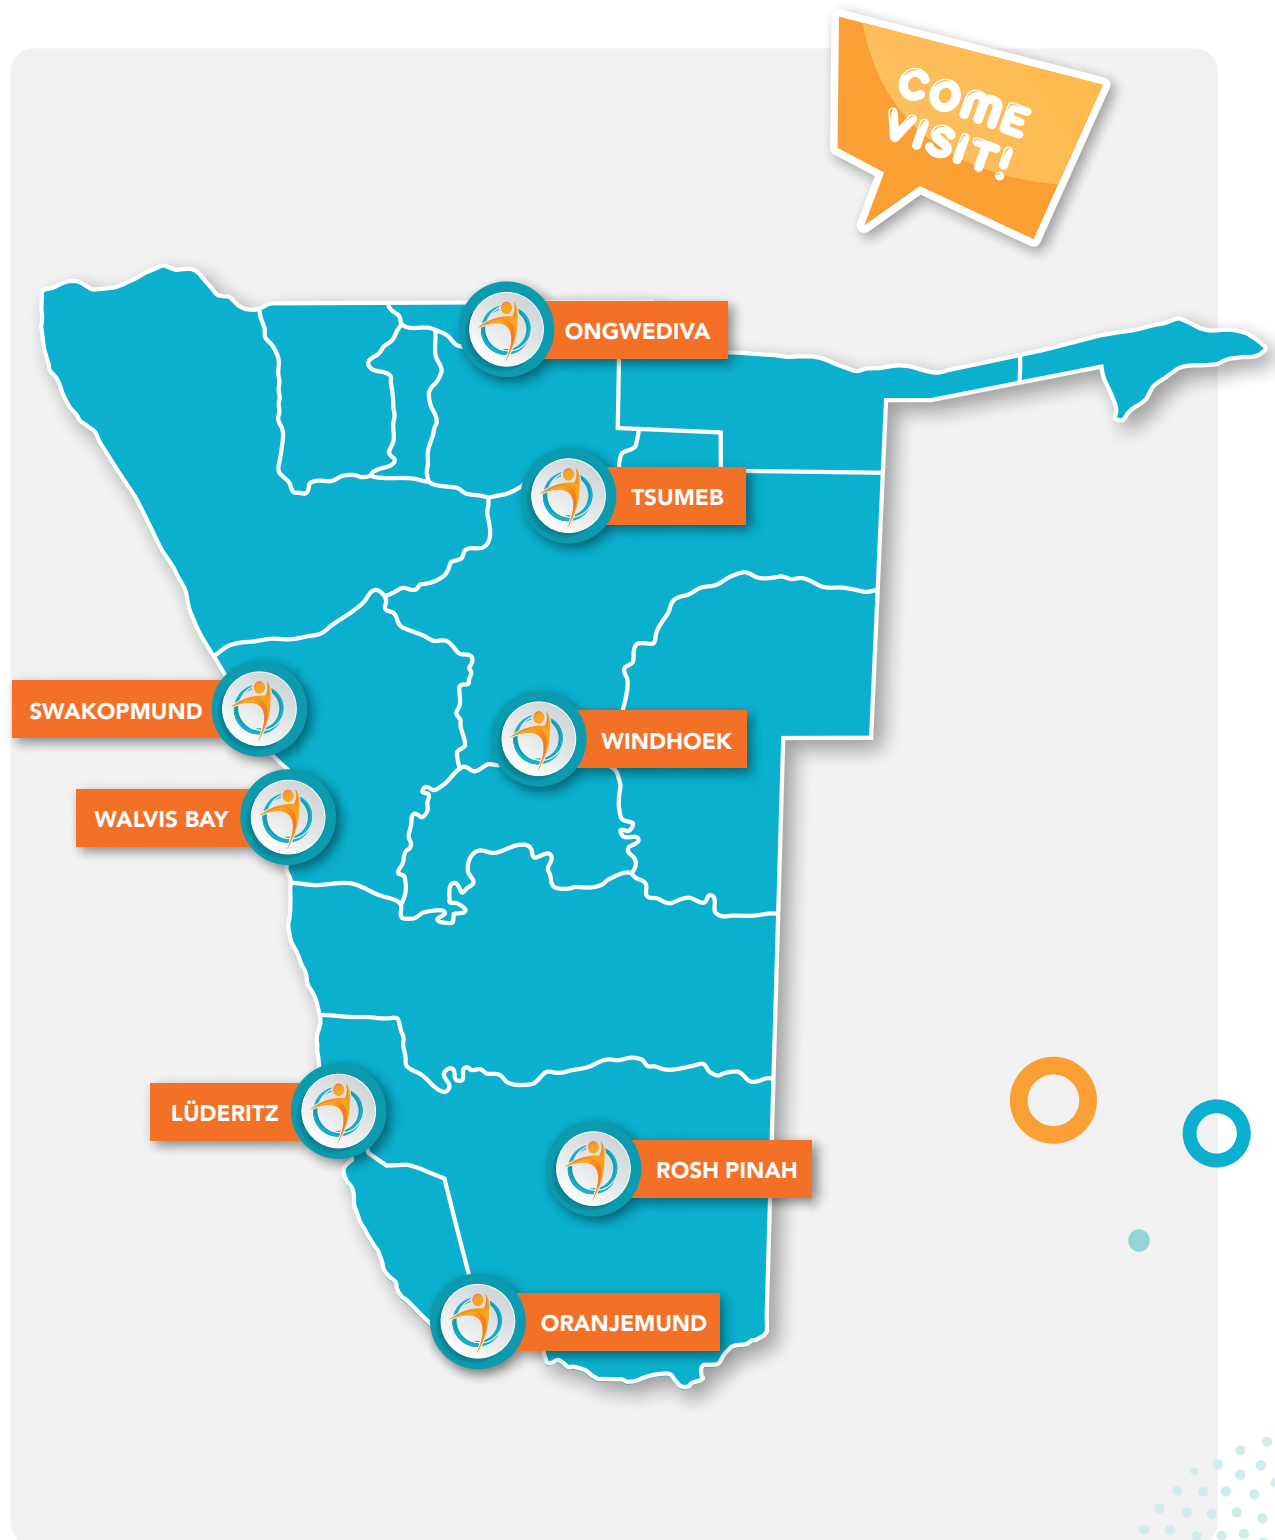 COME
VISIT!
ONGWEDIVA
TSUMEB
SWAKOPMUND
WINDHOEK
WALVIS BAY
LÜDERITZ
ROSH PINAH
ORANJEMUND